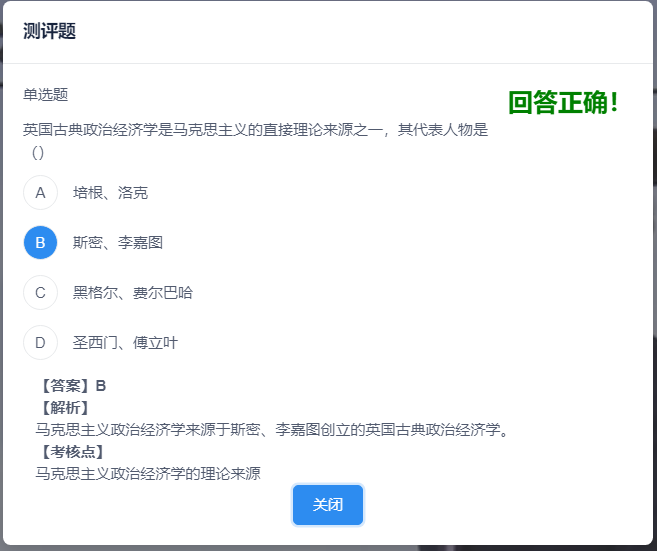 测评题
单选题
回答正确！
英国古典政治经济学是马克思主义的直接理论来源之一，其代表人物是
（）
A 培根、洛克
B 斯密、李嘉图
C 黑格尔、费尔巴哈
D 圣西门、傅立叶
【答案】B
【解析】
马克思主义政治经济学来源于斯密、李嘉图创立的英国古典政治经济学。
【考核点】
马克思主义政治经济学的理论来源
关闭